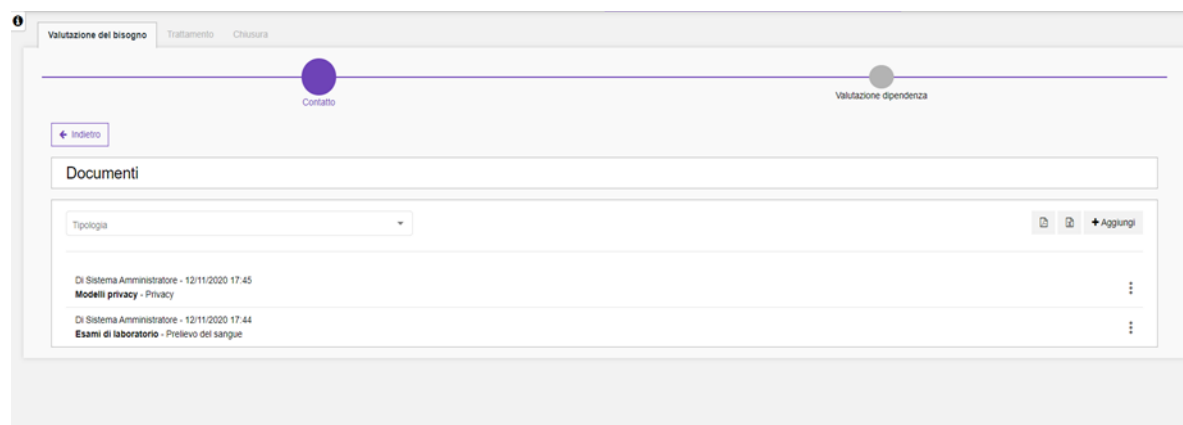 Valutazione del bisogno Trattamento Chiusura
Contatto
Valutazione dipendenza
Indietro
Documenti
Tipologia
Aggiungi
Di Sistema Amministratore - 12/11/2020 17:45
Modelli privacy - Privacy
Di Sistema Amministratore - 12/11/2020 17:44
Esami di laboratorio - Prelievo del sangue